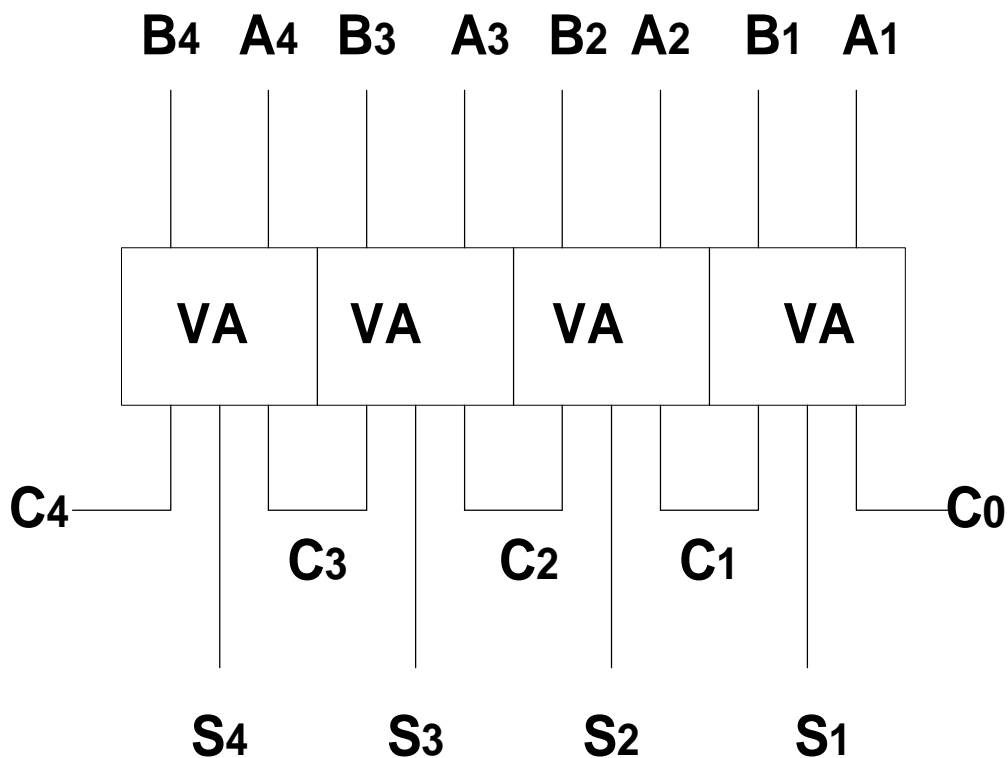 B4 A4 B3 A3 B2 A2 B1 A1
VA VA VA VA
C4 C0
C3 C2 C1
S4 S3 S2 S1